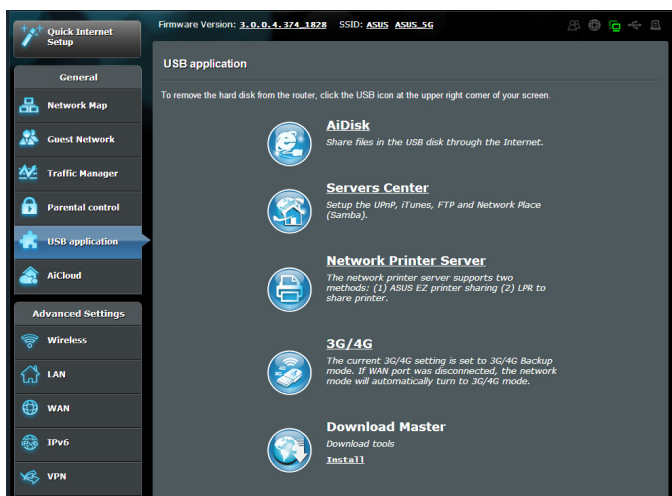 Quick Internet
Setup
Firmware Version: 3.0.0.4.374_1828 SSID: ASUS ASUS_5G
General
Network Map
Guest Network
Traffic Manager
Parental control
USB application
AiCloud
Advanced Settings
Wireless
LAN
WAN
IPv6
VPN
USB application
To remove the hard disk from the router, click the USB icon at the upper right corner of your screen.
AiDisk
Share files in the USB disk through the Internet.
Servers Center
Setup the UPnP, iTunes, FTP and Network Place
(Samba).
Network Printer Server
The network printer server supports two
methods: (1) ASUS EZ printer sharing (2) LPR to
share printer.
3G/4G
The current 3G/4G setting is set to 3G/4G Backup
mode. If WAN port was disconnected, the network
mode will automatically turn to 3G/4G mode.
Download Master
Download tools
Install